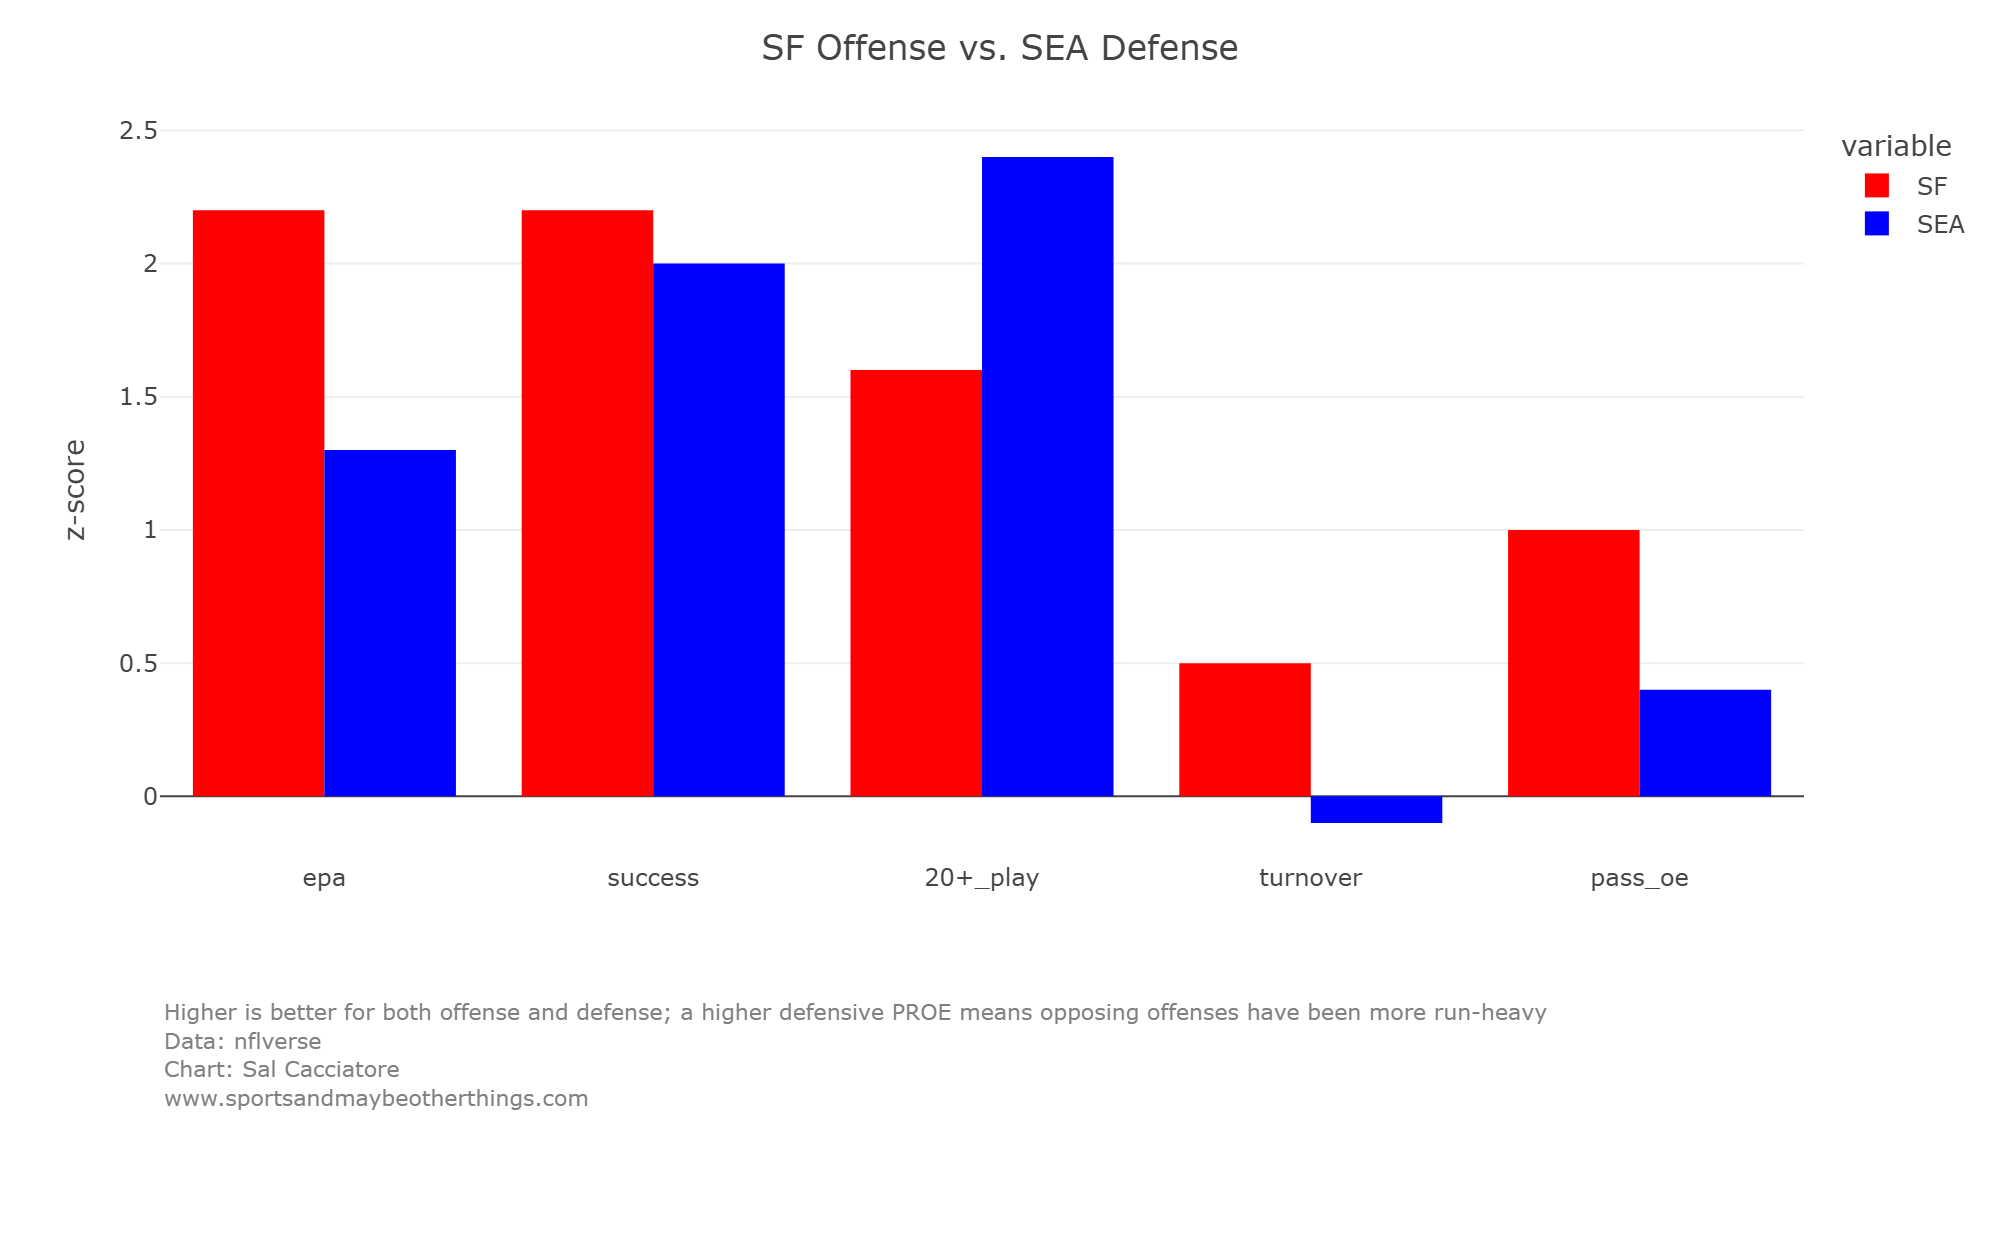 SF Offense vs. SEA Defense
2.5
2
1.5
1
0.5
0
z-score
epa
success
20+_play
turnover
pass_oe
variable
SF
SEA
Higher is better for both offense and defense; a higher defensive PROE means opposing offenses have been more run-heavy
Data: nflverse
Chart: Sal Cacciatore
www.sportsandmaybeotherthings.com